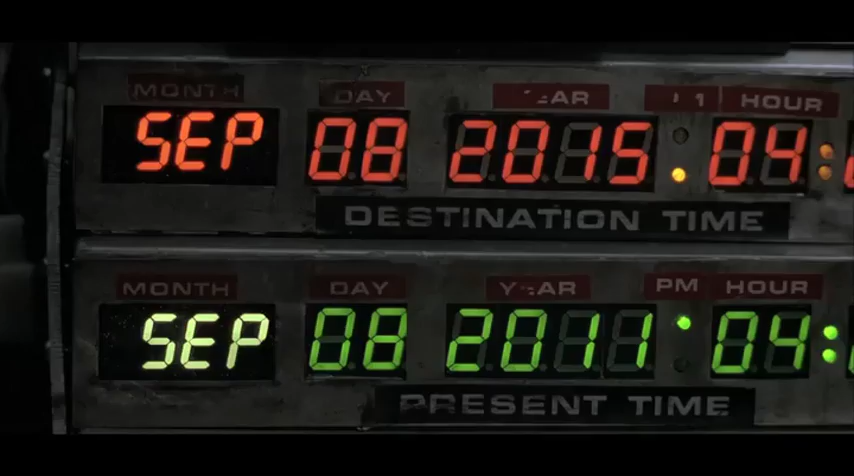 MONTH DAY YEAR HOUR
SEP 08 2015 04:
DESTINATION TIME
MONTH DAY YEAR PM HOUR
SEP 08 2011 04:
PRESENT TIME